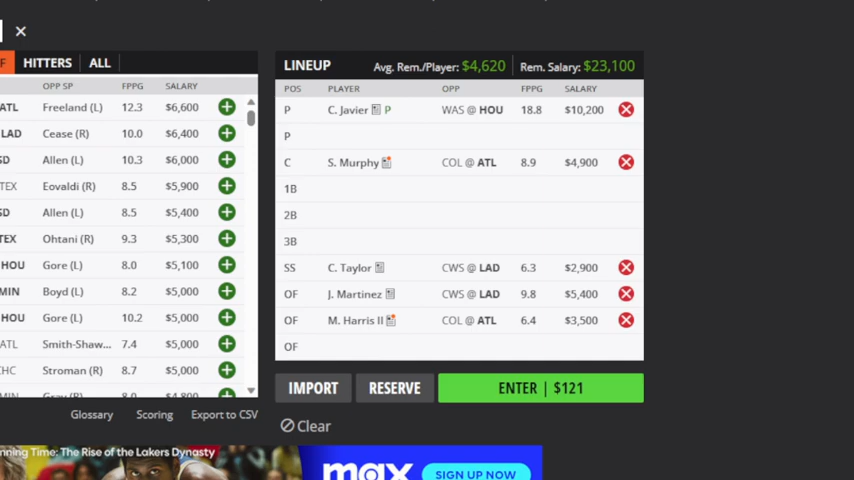 F HITTERS ALL
OPP SP FPPG SALARY
ATL Freeland (L) 12.3 $6,600
LAD Cease (R) 10.0 $6,400
SD Allen (L) 10.3 $6,000
TEX Eovaldi (R) 8.5 $5,900
SD Allen (L) 8.5 $5,400
TEX Ohtani (R) 9.3 $5,300
HOU Gore (L) 8.0 $5,100
MIN Boyd (L) 8.2 $5,000
HOU Gore (L) 10.2 $5,000
ATL Smith-Shaw... 7.4 $5,000
CHC Stroman (R) 8.7 $5,000
MIN Gray (R) 8.0 $4,800
Glossary Scoring Export to CSV
LINEUP Avg. Rem./Player: $4,620 Rem. Salary: $23,100
POS PLAYER OPP FPPG SALARY
P C. Javier P WAS @ HOU 18.8 $10,200
P
C S. Murphy COL @ ATL 8.9 $4,900
1B
2B
3B
SS C. Taylor CWS @ LAD 6.3 $2,900
OF J. Martinez CWS @ LAD 9.8 $5,400
OF M. Harris II COL @ ATL 6.4 $3,500
OF
IMPORT RESERVE ENTER | $121
Clear
nning Time: The Rise of the Lakers Dynasty
max SIGN UP NOW